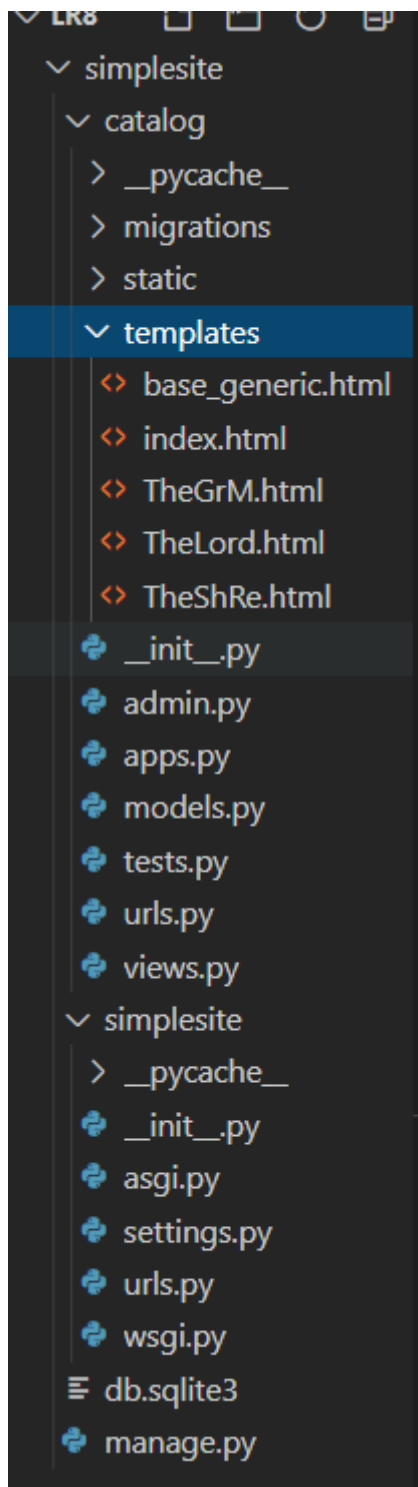 LR8
simplesite
catalog
__pycache__
migrations
static
templates
base_generic.html
index.html
TheGrM.html
TheLord.html
TheShRe.html
__init__.py
admin.py
apps.py
models.py
tests.py
urls.py
views.py
simplesite
__pycache__
__init__.py
asgi.py
settings.py
urls.py
wsgi.py
db.sqlite3
manage.py